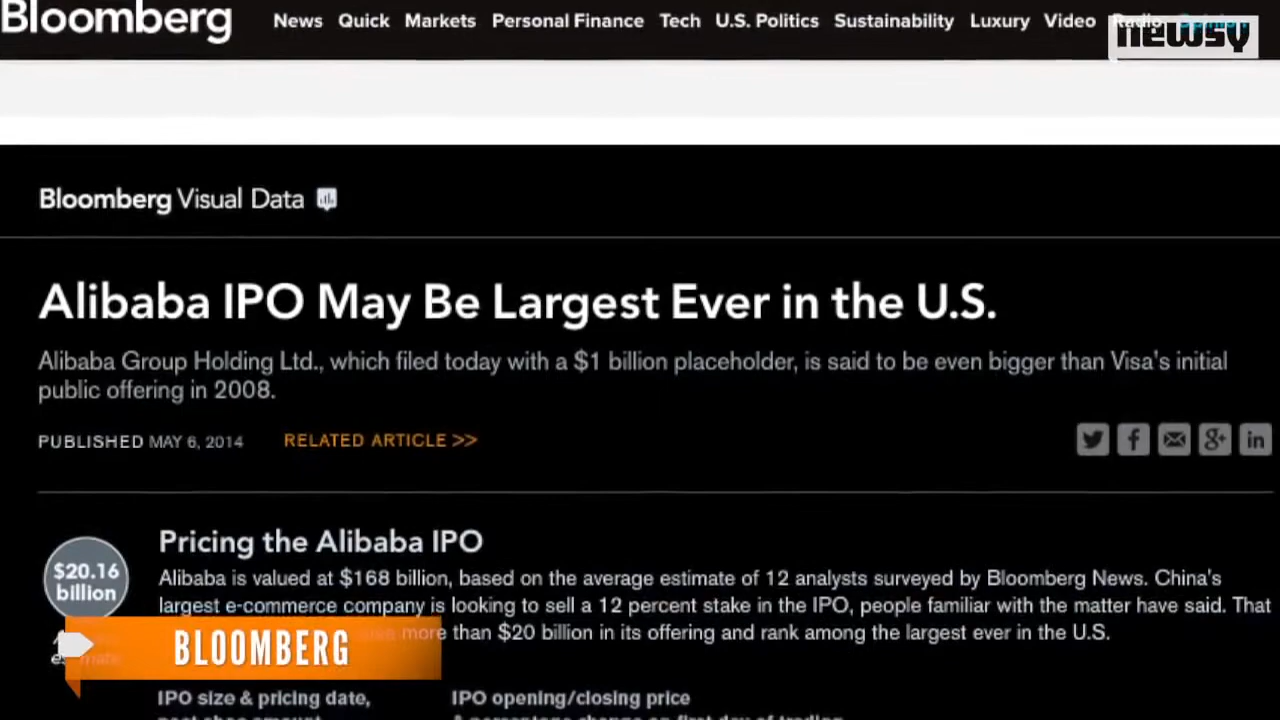 Bloomberg News Quick Markets Personal Finance Tech U.S. Politics Sustainability Luxury Video Radio Opinion
newsy
Bloomberg Visual Data
Alibaba IPO May Be Largest Ever in the U.S.
Alibaba Group Holding Ltd., which filed today with a $1 billion placeholder, is said to be even bigger than Visa's initial
public offering in 2008.
PUBLISHED MAY 6, 2014 RELATED ARTICLE >>
$20.16
billion
Pricing the Alibaba IPO
Alibaba is valued at $168 billion, based on the average estimate of 12 analysts surveyed by Bloomberg News. China's
largest e-commerce company is looking to sell a 12 percent stake in the IPO, people familiar with the matter have said. That
more than $20 billion in its offering and rank among the largest ever in the U.S.
BLOOMBERG
IPO size & pricing date, IPO opening/closing price